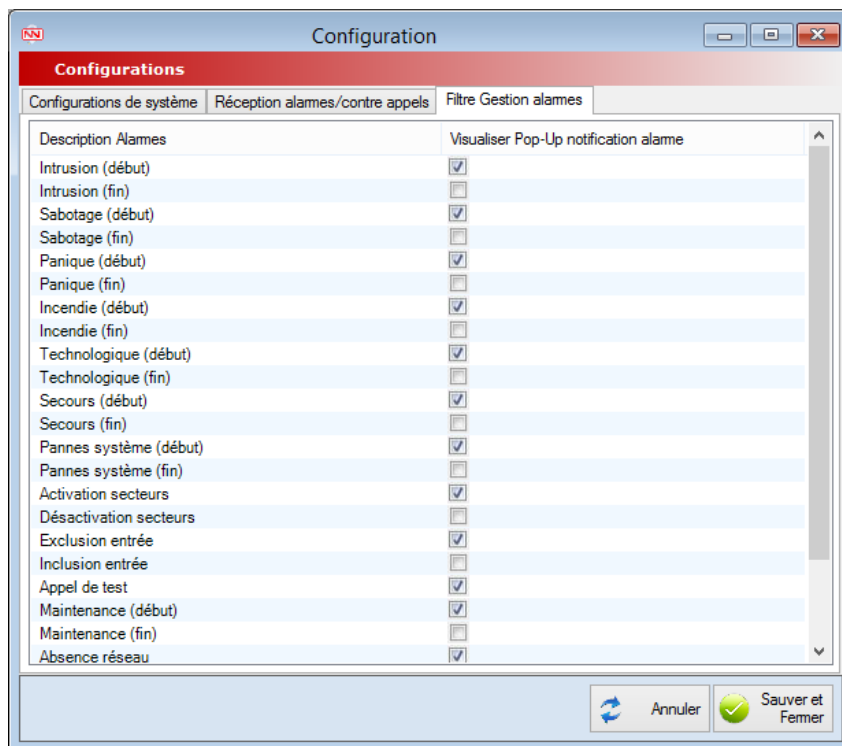 Configuration
Configurations
Configurations de système Réception alarmes/contre appels Filtre Gestion alarmes
Description Alarmes Visualiser Pop-Up notification alarme
Intrusion (début)
Intrusion (fin)
Sabotage (début)
Sabotage (fin)
Panique (début)
Panique (fin)
Incendie (début)
Incendie (fin)
Technologique (début)
Technologique (fin)
Secours (début)
Secours (fin)
Pannes système (début)
Pannes système (fin)
Activation secteurs
Désactivation secteurs
Exclusion entrée
Inclusion entrée
Appel de test
Maintenance (début)
Maintenance (fin)
Absence réseau
Annuler Sauver et
Fermer